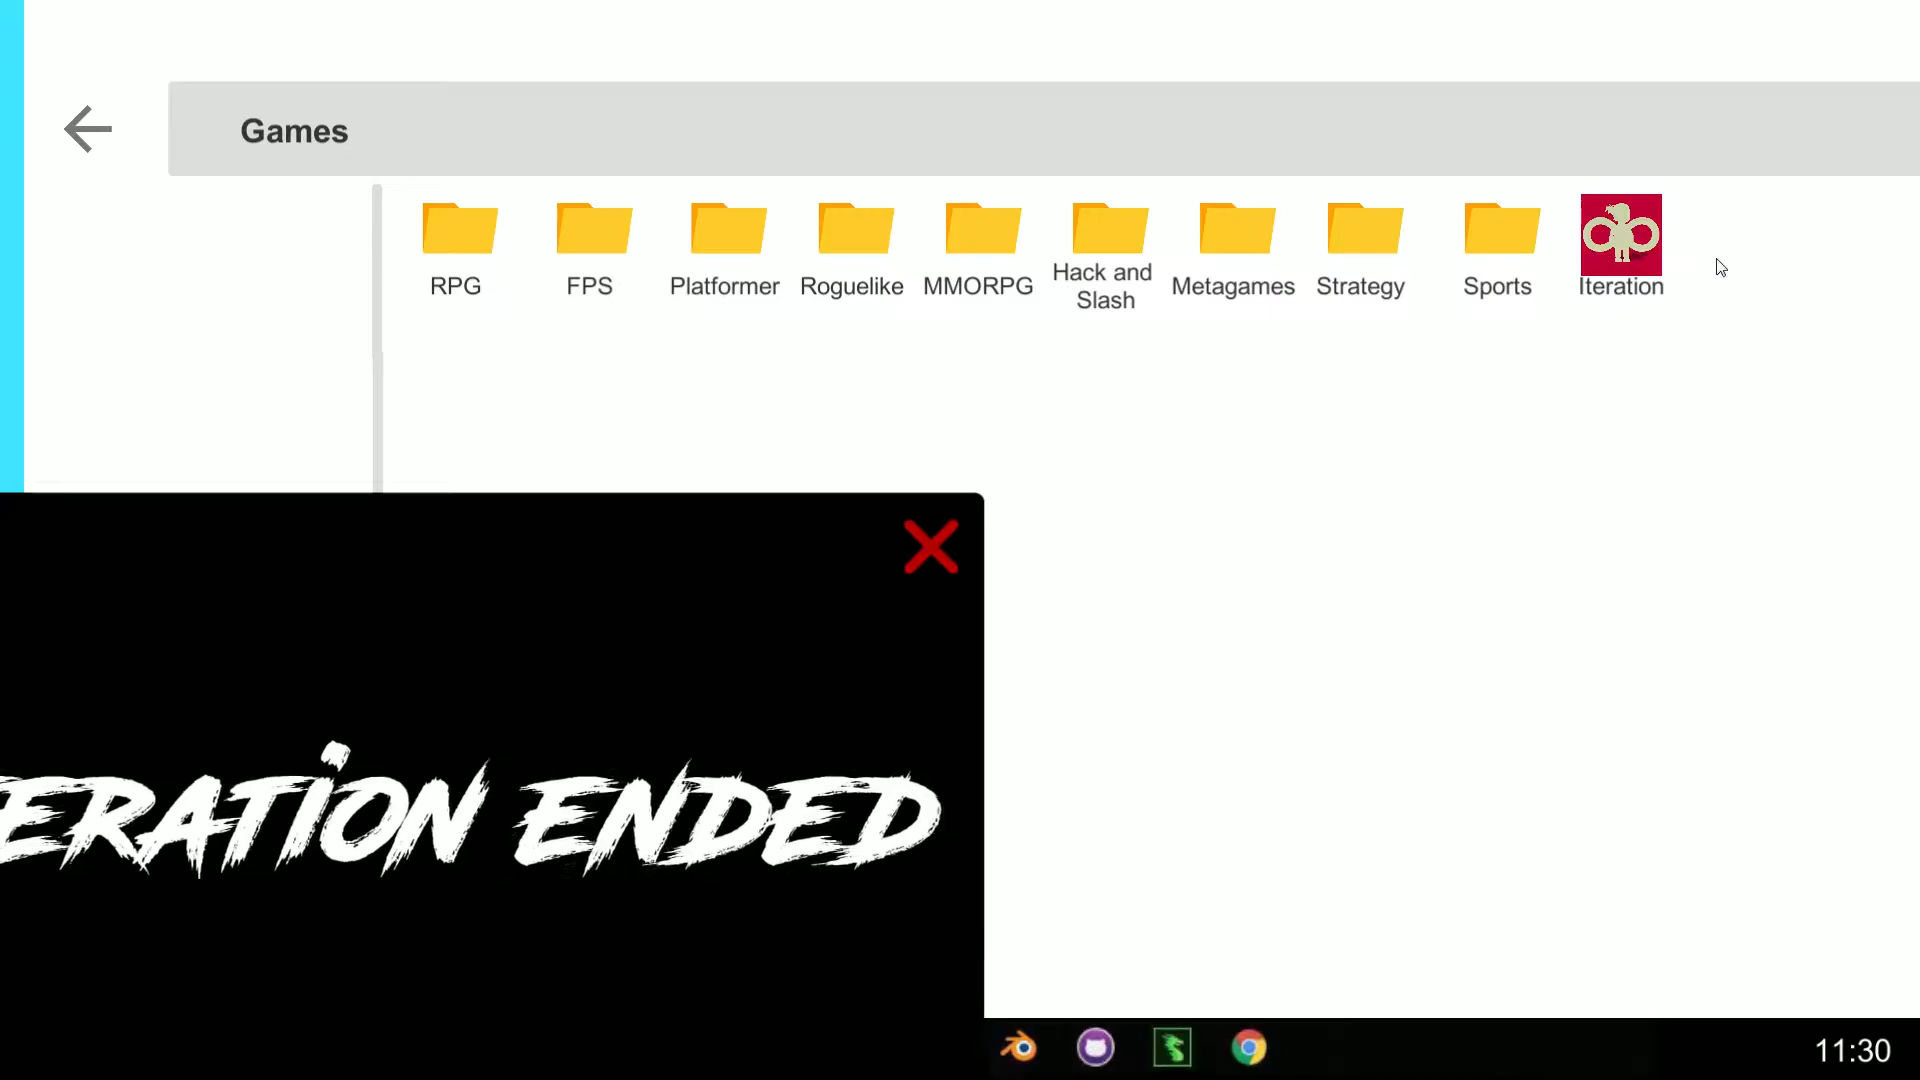 Games
RPG
FPS
Platformer
Roguelike
MMORPG
Hack and
Slash
Metagames
Strategy
Sports
Iteration
ERATION ENDED
11:30